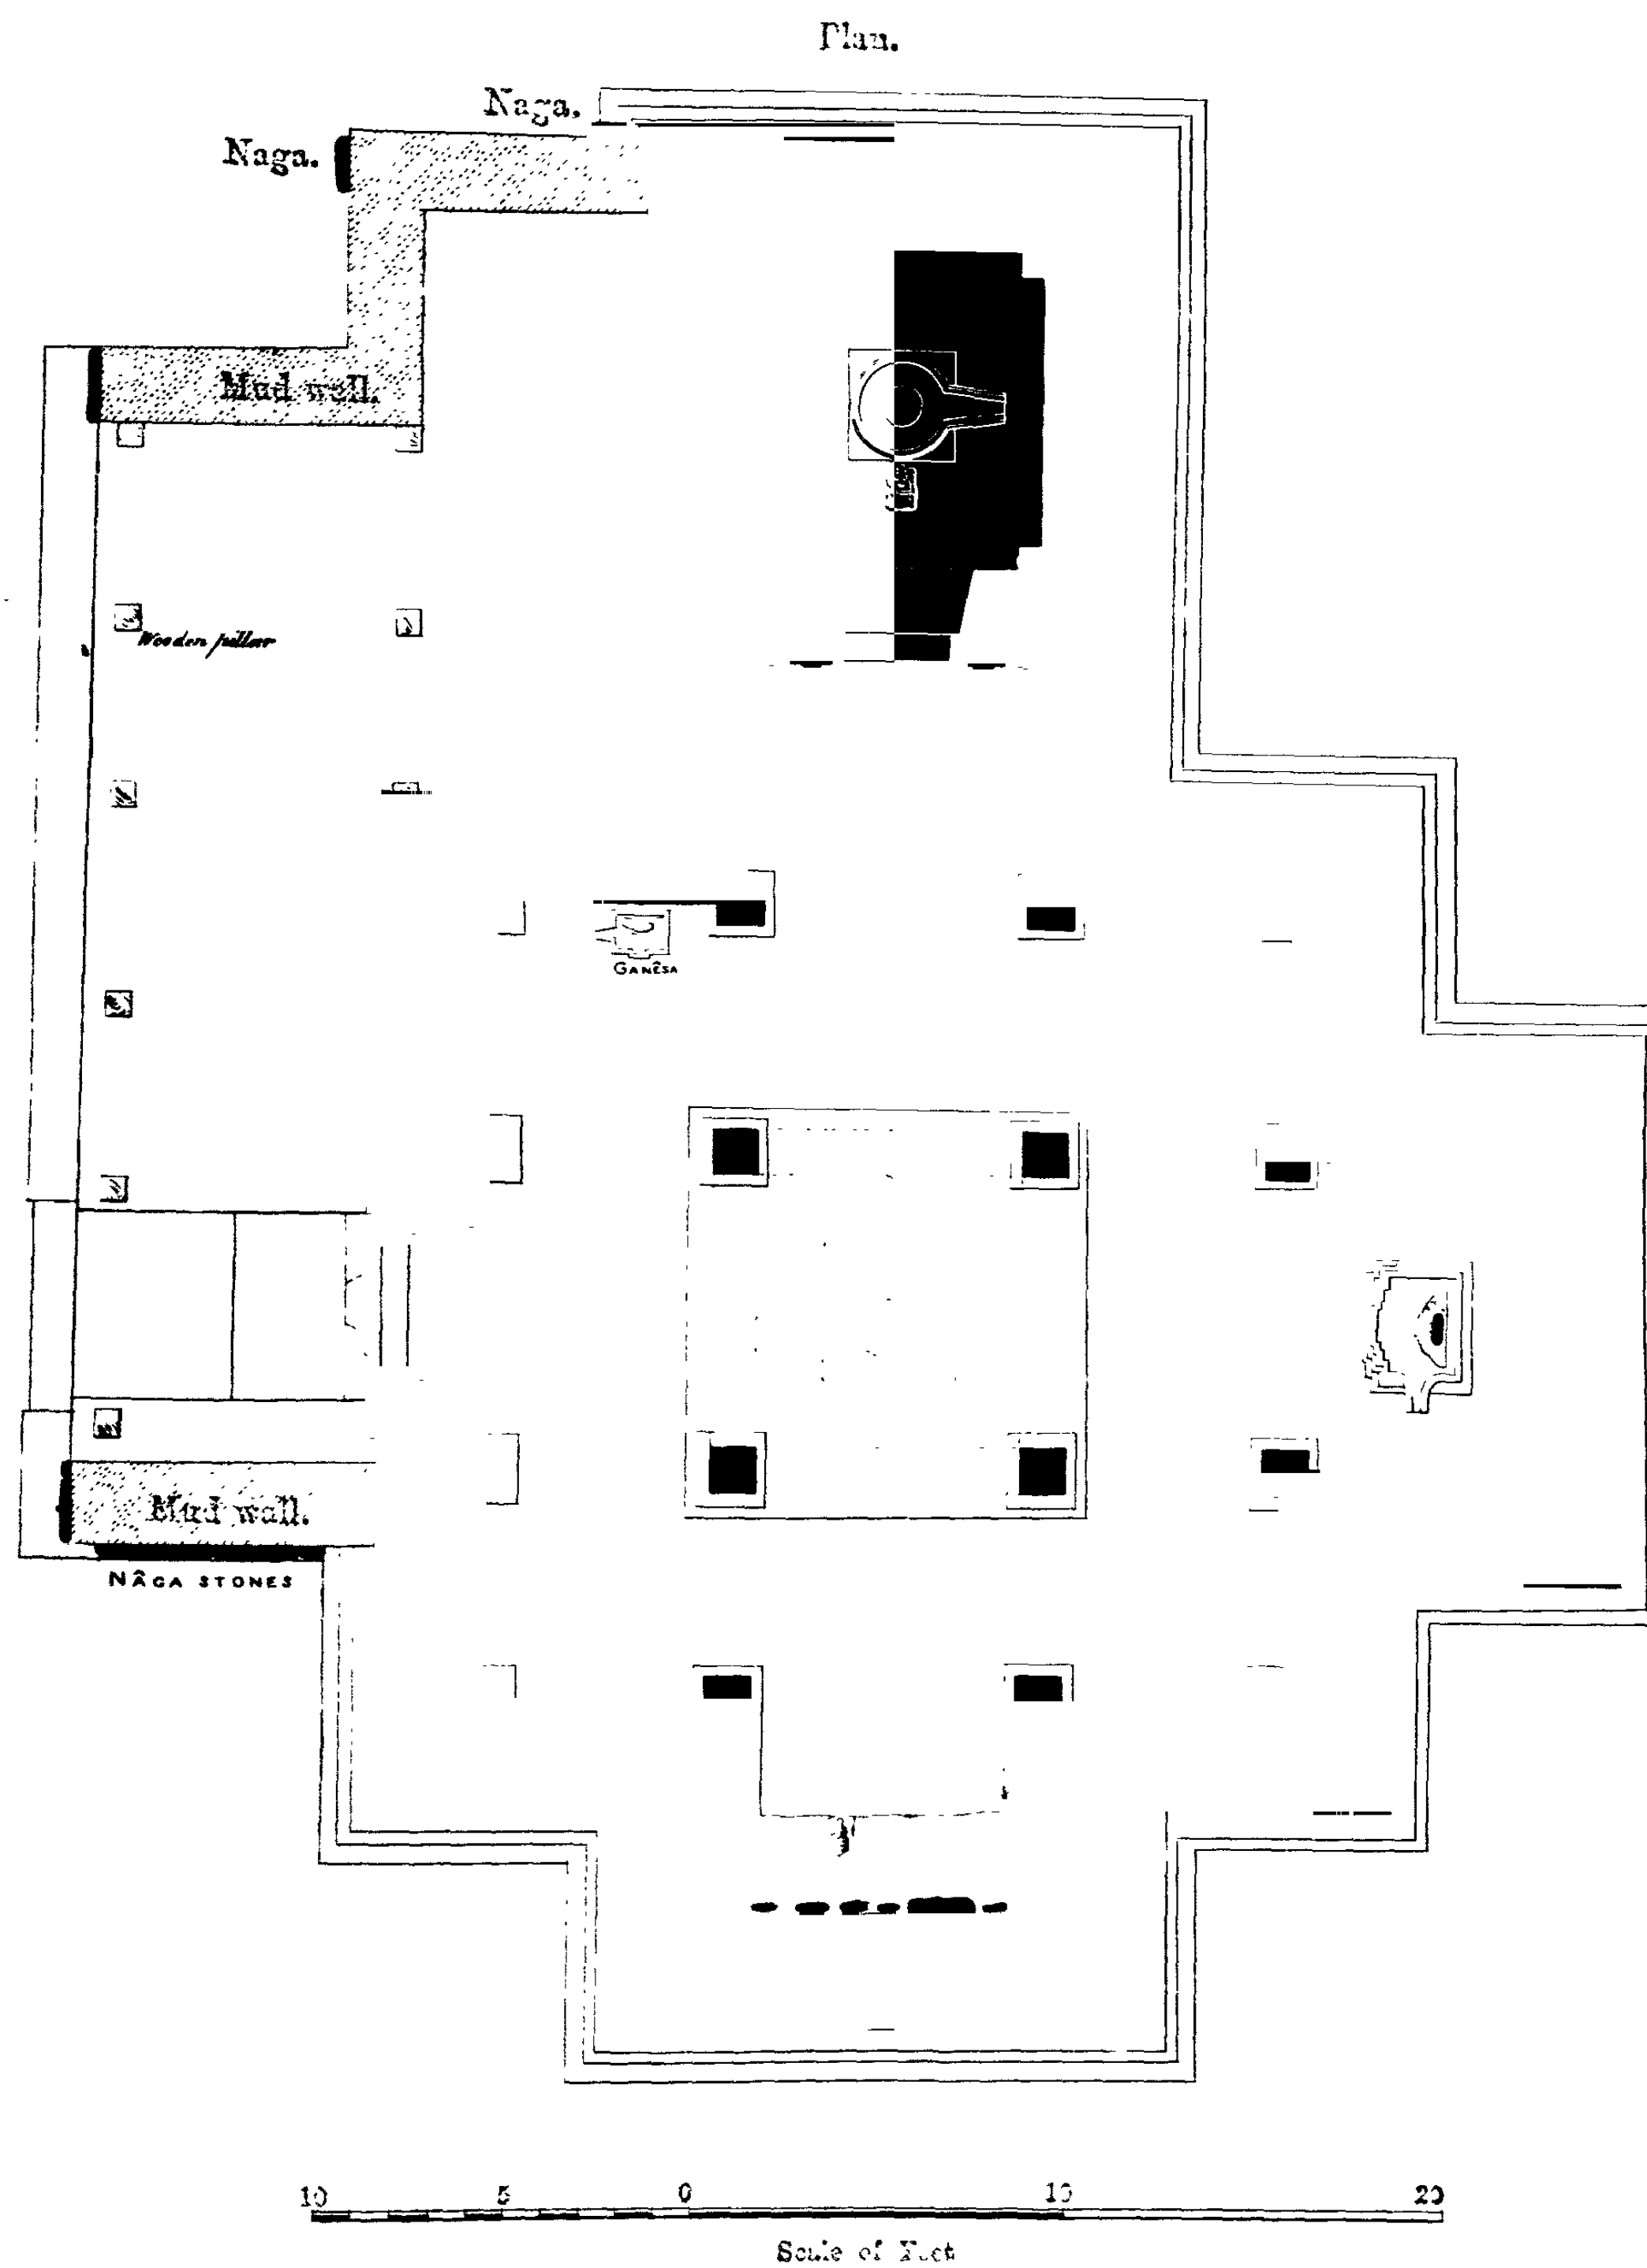 Plan.
Naga.
Naga.
Mud wall.
Wooden pillar
GANÊSA
Mud wall.
NÂGA STONES
10 5 0 10 20
Scale of Feet